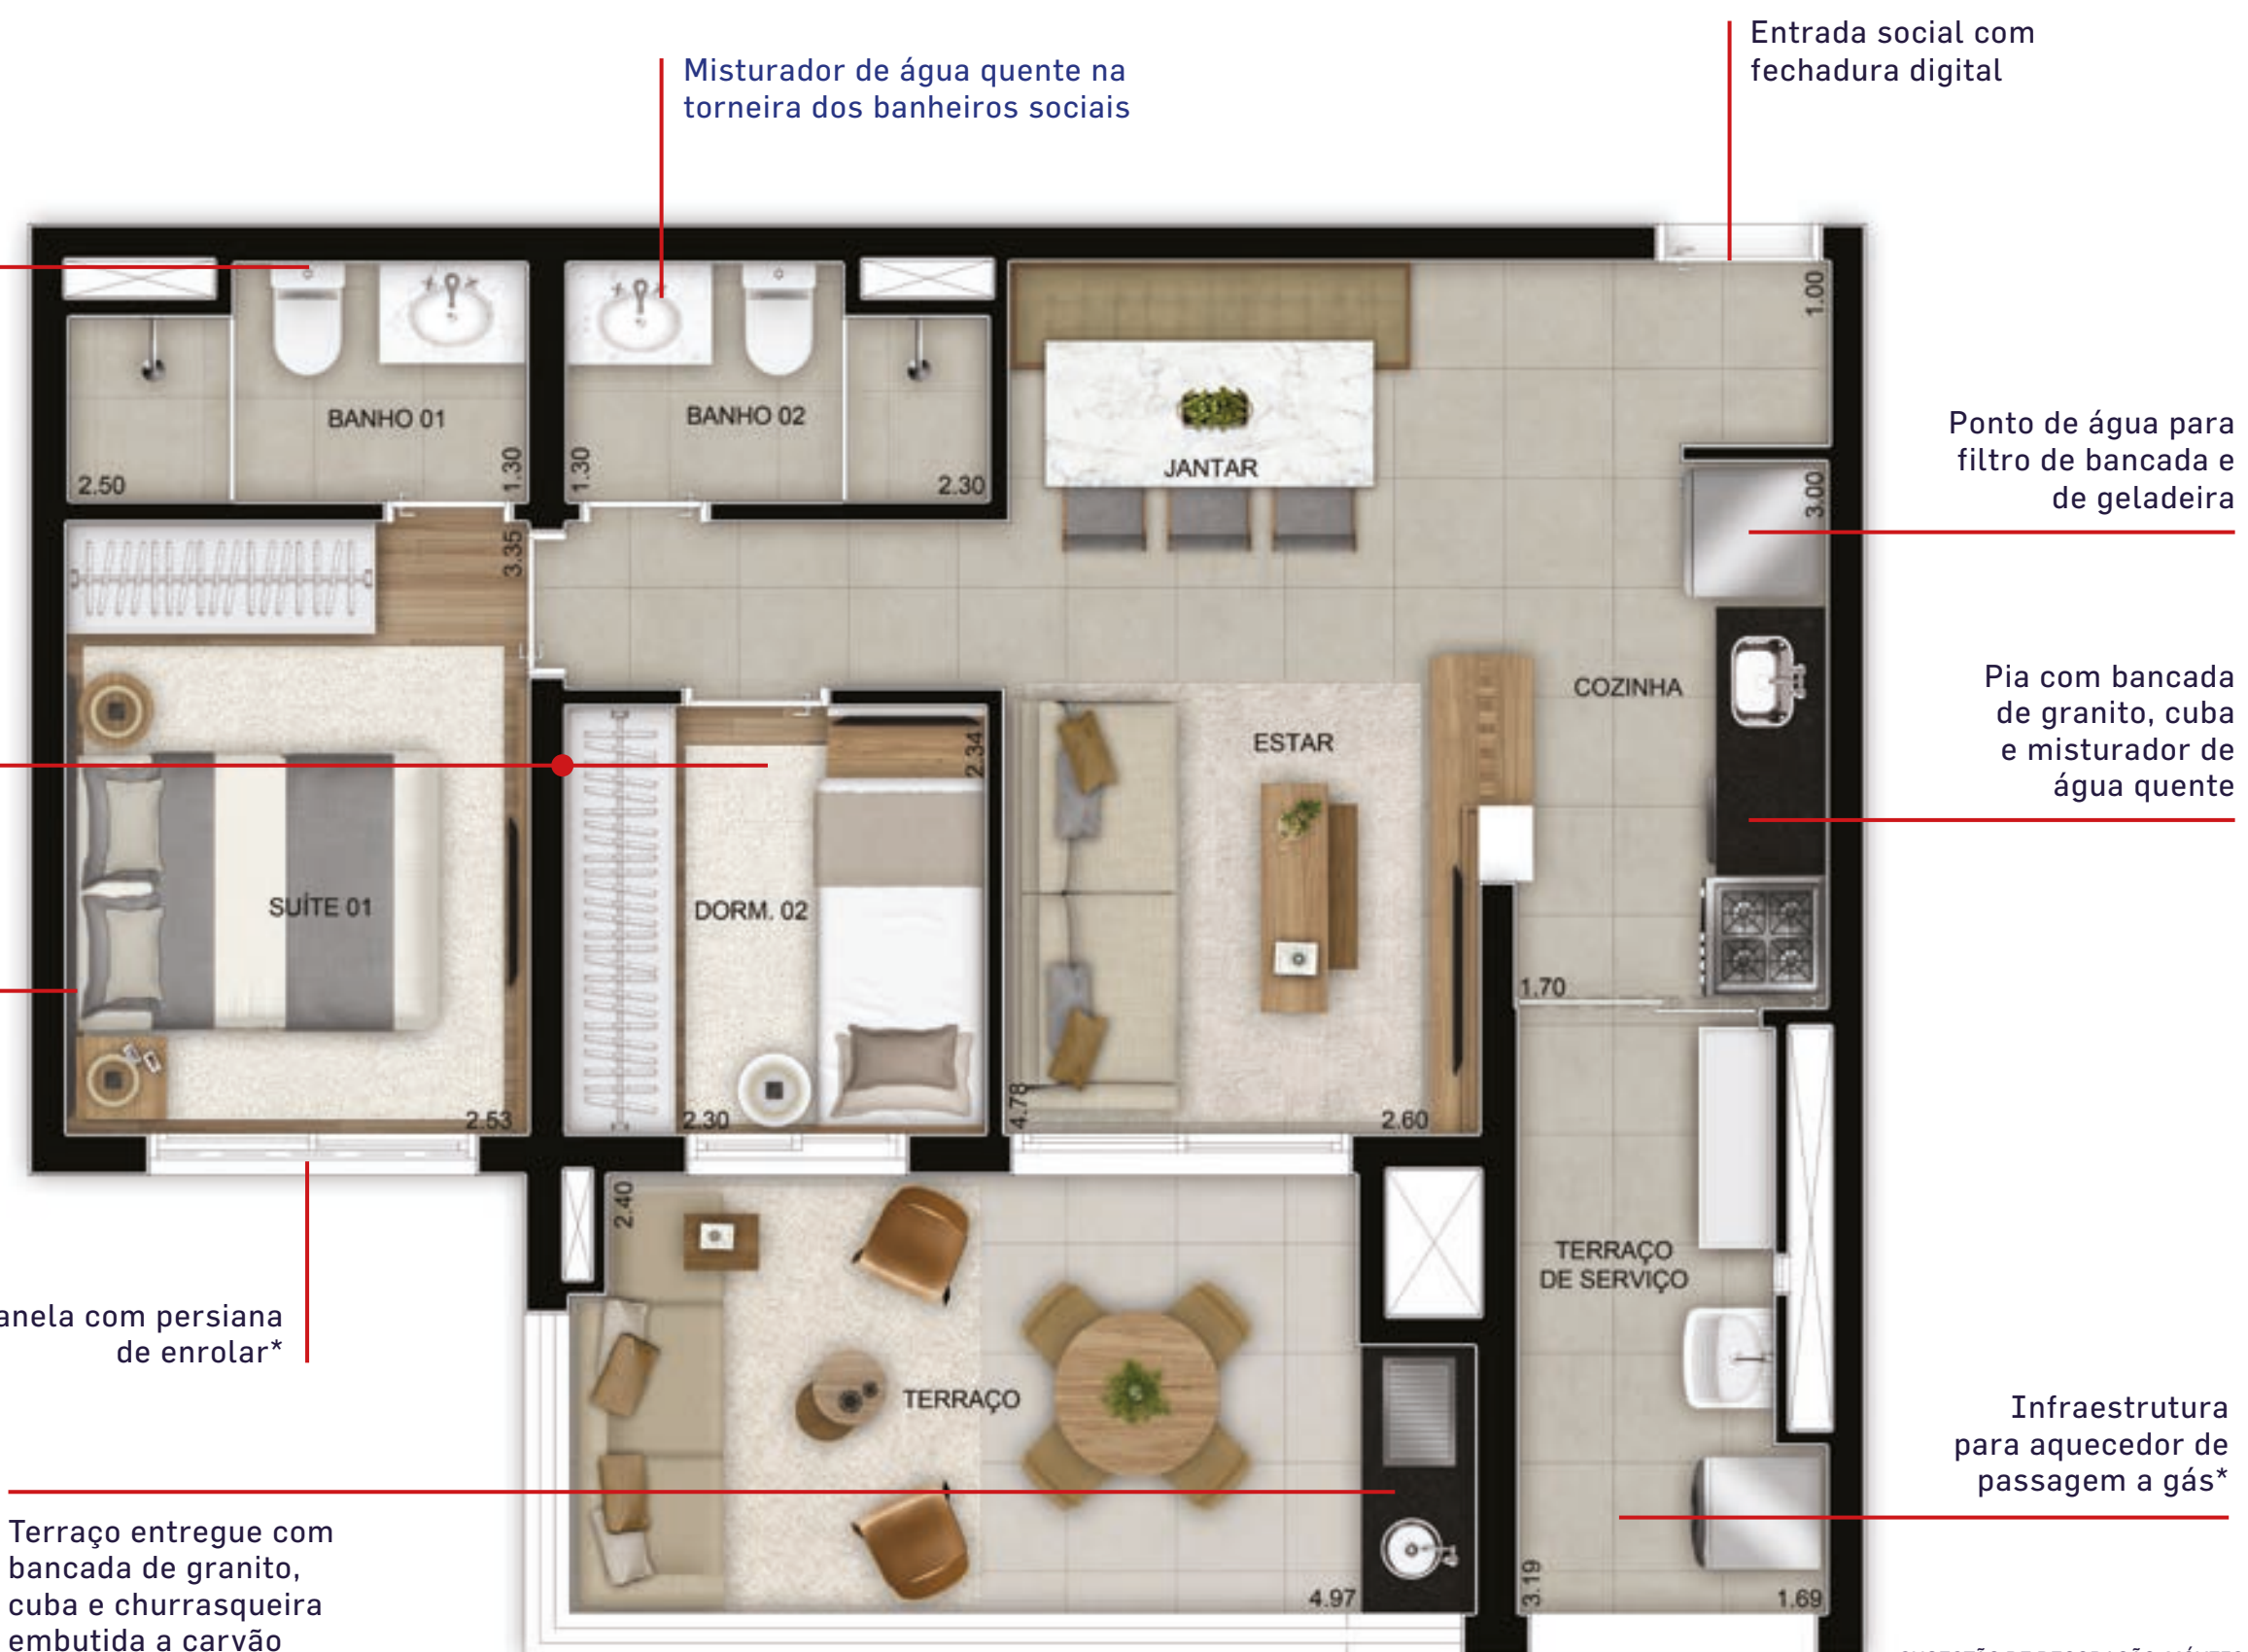 Entrada social com
fechadura digital
Misturador de água quente na
torneira dos banheiros sociais
1.00
BANHO 01
BANHO 02
1.30
1.30
2.50
2.30
JANTAR
Ponto de água para
filtro de bancada e
de geladeira
3.00
3.35
Pia com bancada
de granito, cuba
e misturador de
água quente
COZINHA
ESTAR
2.34
SUÍTE 01
DORM. 02
1.70
4.78
2.53
2.30
2.60
2.40
TERRAÇO
DE SERVIÇO
anela com persiana
de enrolar*
TERRAÇO
Infraestrutura
para aquecedor de
passagem a gás*
Terraço entregue com
bancada de granito,
cuba e churrasqueira
embutida a carvão
4.97
3.19
1.69